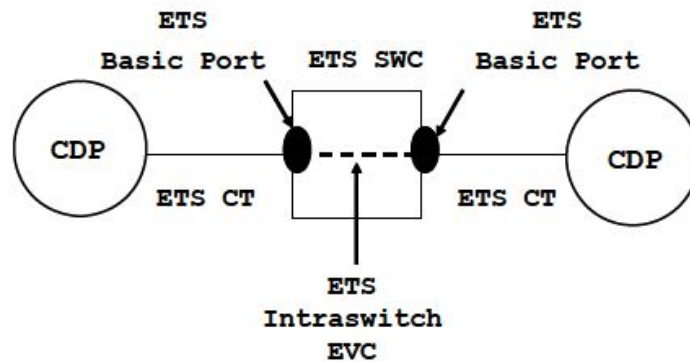 ETS
Basic Port
ETS SWC
ETS
Basic Port
CDP
CDP
ETS CT
ETS CT
ETS
Intraswitch
EVC